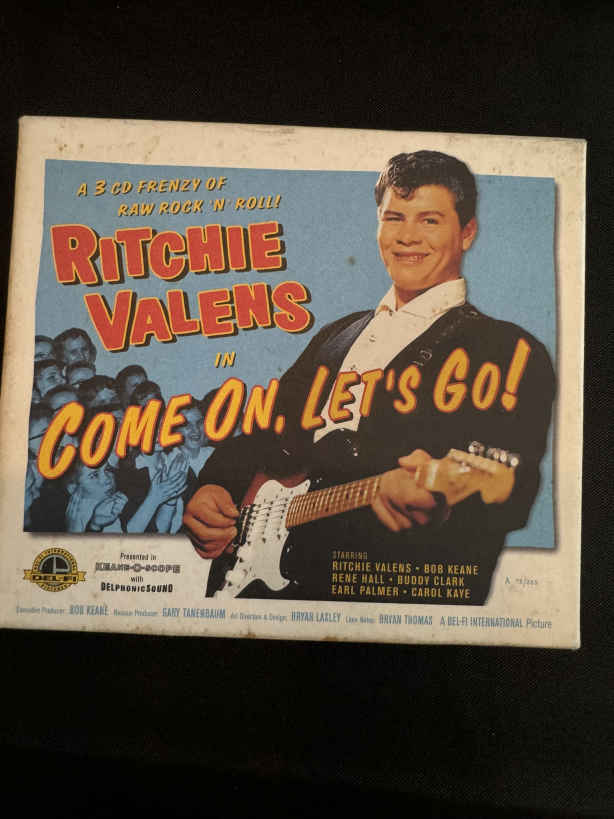 A 3 CD FRENZY OF
RAW ROCK 'N' ROLL!
RITCHIE
VALENS
IN
COME ON, LET'S GO!
Presented in
KEANE-O-SCOPE
with
DELPHONIC SOUND
DEL-FI
STARRING
RITCHIE VALENS • BOB KEANE
RENE HALL • BUDDY CLARK
EARL PALMER • CAROL KAYE
Executive Producer: BOB KEANE Reissue Producer: GARY TANENBAUM Art Direction & Design: BRYAN LASLEY Liner Notes: BRYAN THOMAS A DEL-FI INTERNATIONAL Picture